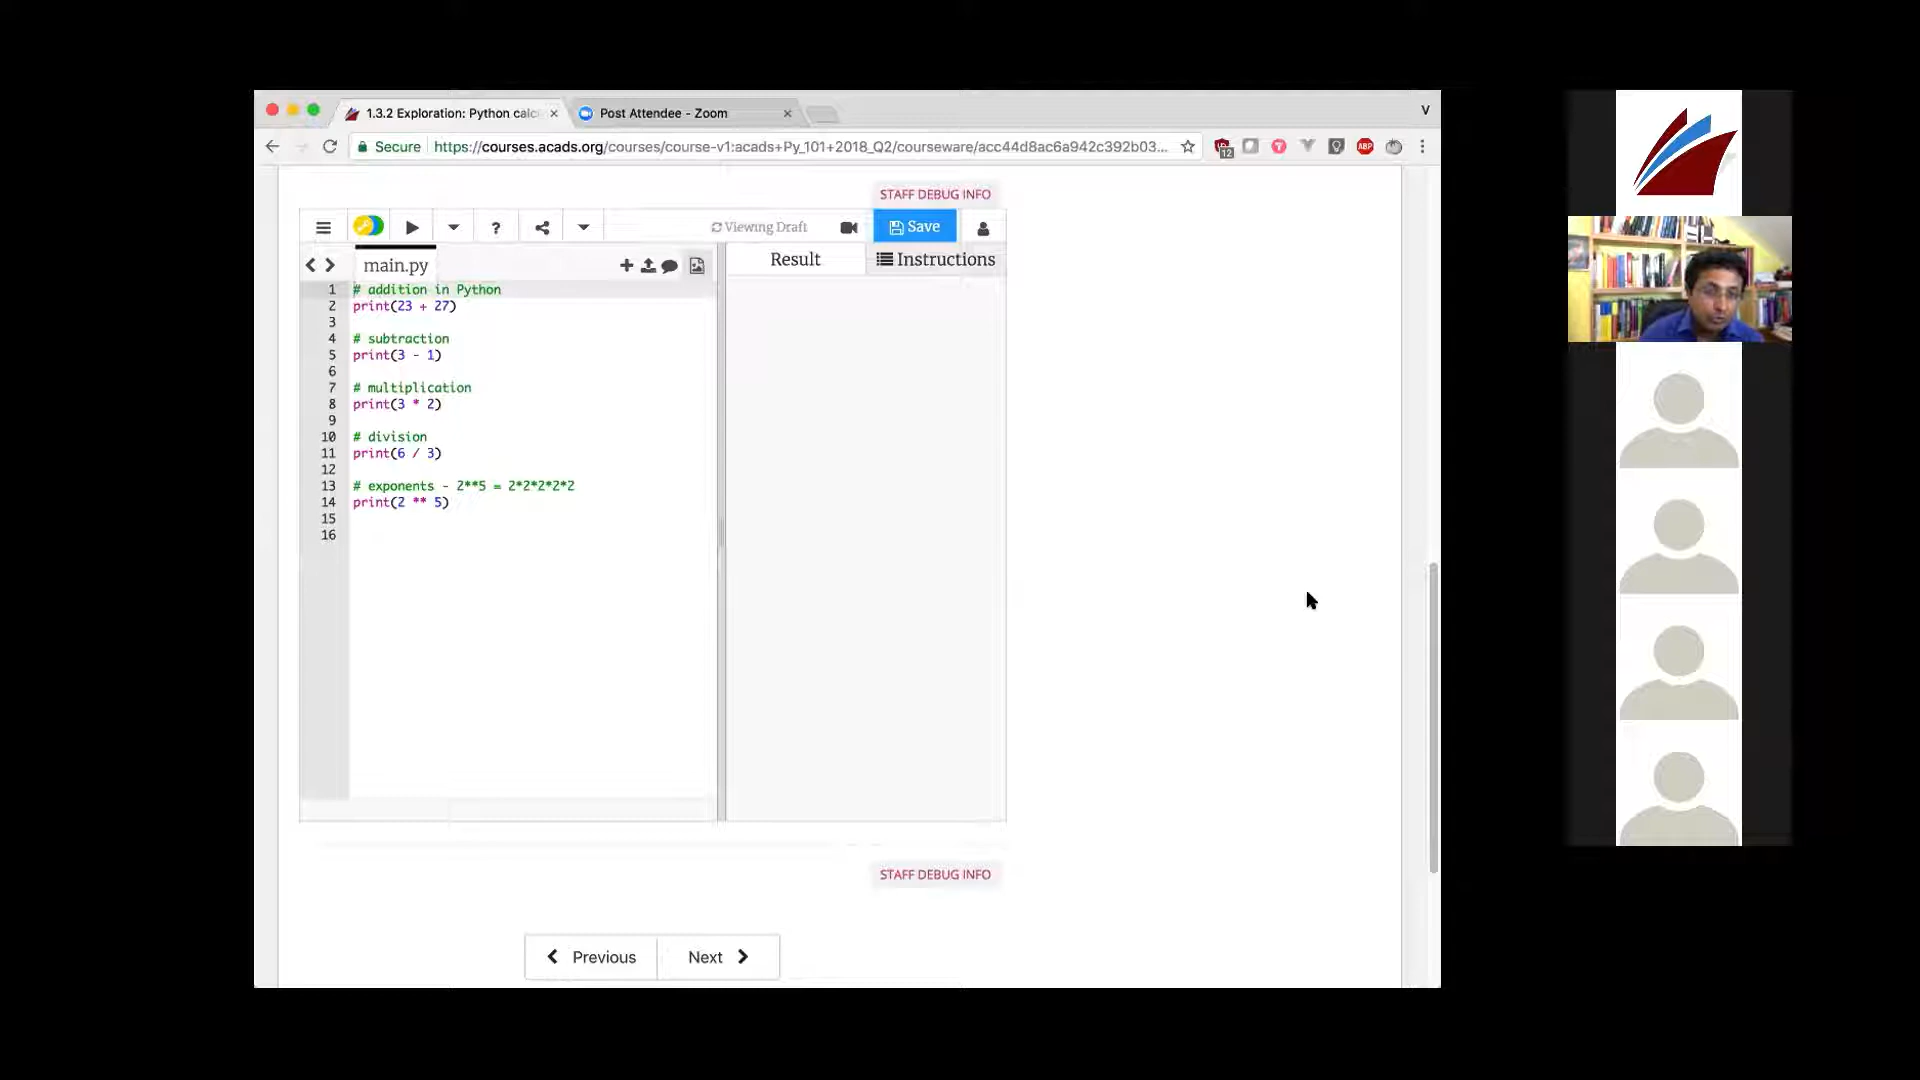 1.3.2 Exploration: Python calc
Post Attendee - Zoom
V
Secure
https://courses.acads.org/courses/course-v1:acads+Py_101+2018_Q2/courseware/acc44d8ac6a942c392b03...
12
ABP
STAFF DEBUG INFO
?
Viewing Draft
Save
main.py
Result
Instructions
1 # addition in Python
2 print(23 + 27)
3
4 # subtraction
5 print(3 - 1)
6
7 # multiplication
8 print(3 * 2)
9
10 # division
11 print(6 / 3)
12
13 # exponents - 2**5 = 2*2*2*2*2
14 print(2 ** 5)
15
16
STAFF DEBUG INFO
Previous
Next